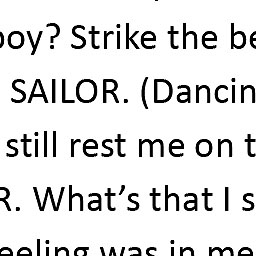 boy? Strike the be
SAILOR. (Dancin
still rest me on t
R. What’s that I s
eeling was in me